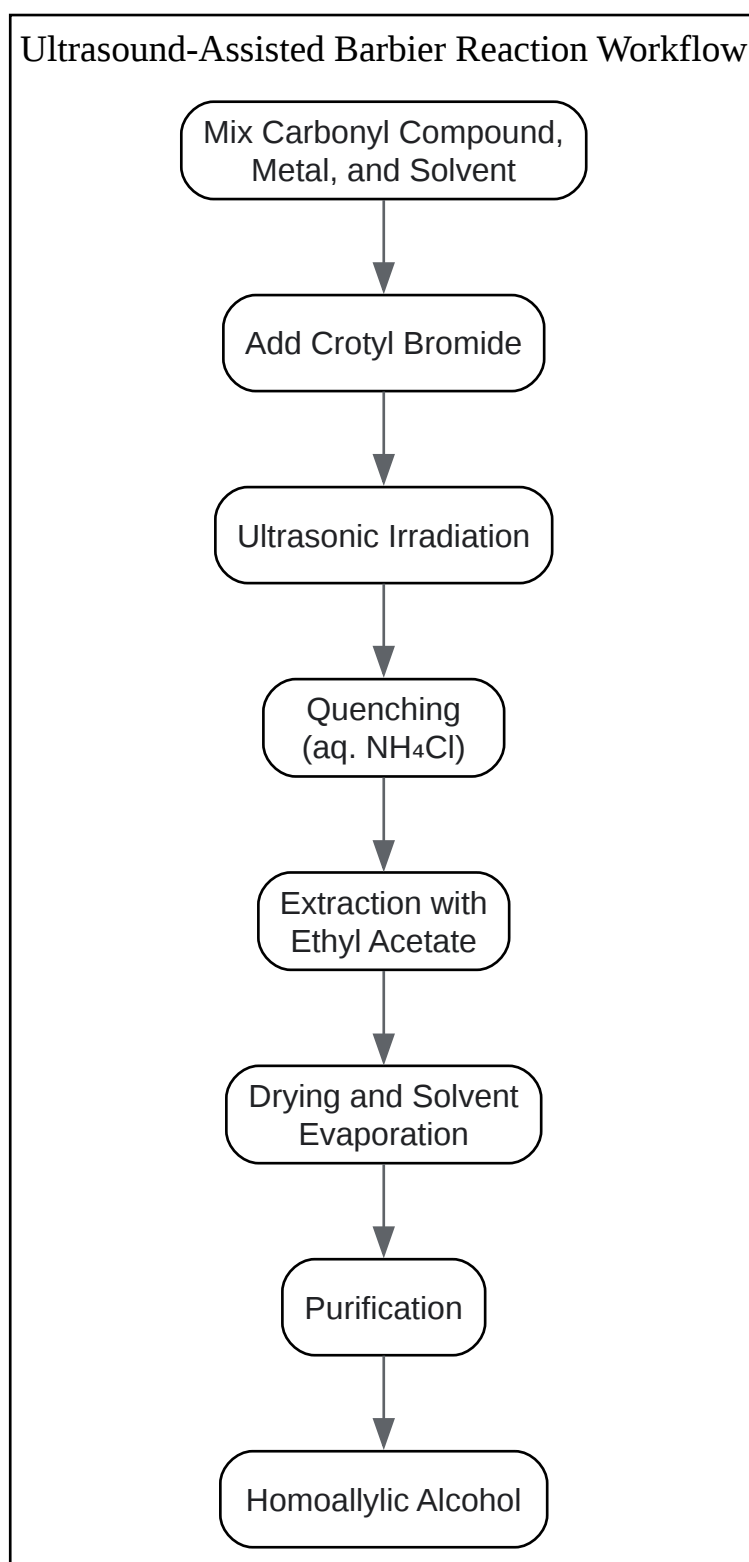 Ultrasound-Assisted Barbier Reaction Workflow
Mix Carbonyl Compound,
Metal, and Solvent
Add Crotyl Bromide
Ultrasonic Irradiation
Quenching
(aq. NH₄Cl)
Extraction with
Ethyl Acetate
Drying and Solvent
Evaporation
Purification
Homoallylic Alcohol